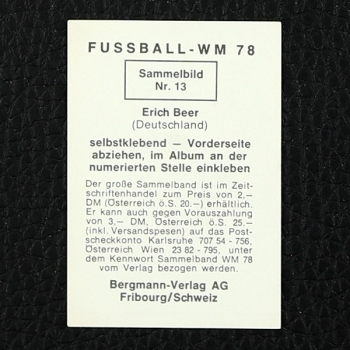 FUSSBALL-WM 78
Sammelbild
Nr. 13
Erich Beer
(Deutschland)
selbstklebend — Vorderseite
abziehen, im Album an der
numerierten Stelle einkleben
Der große Sammelband ist im Zeit-
schriftenhandel zum Preis von 2.—
DM (Österreich ö.S. 20.—) erhältlich.
Er kann auch gegen Vorauszahlung
von 3.— DM, Österreich ö.S. 25.—
(inkl. Versandspesen) auf das Post-
scheckkonto Karlsruhe 707 54 - 756,
Österreich Wien 23 82 - 795, unter
dem Kennwort Sammelband WM 78
vom Verlag bezogen werden.
Bergmann-Verlag AG
Fribourg/Schweiz